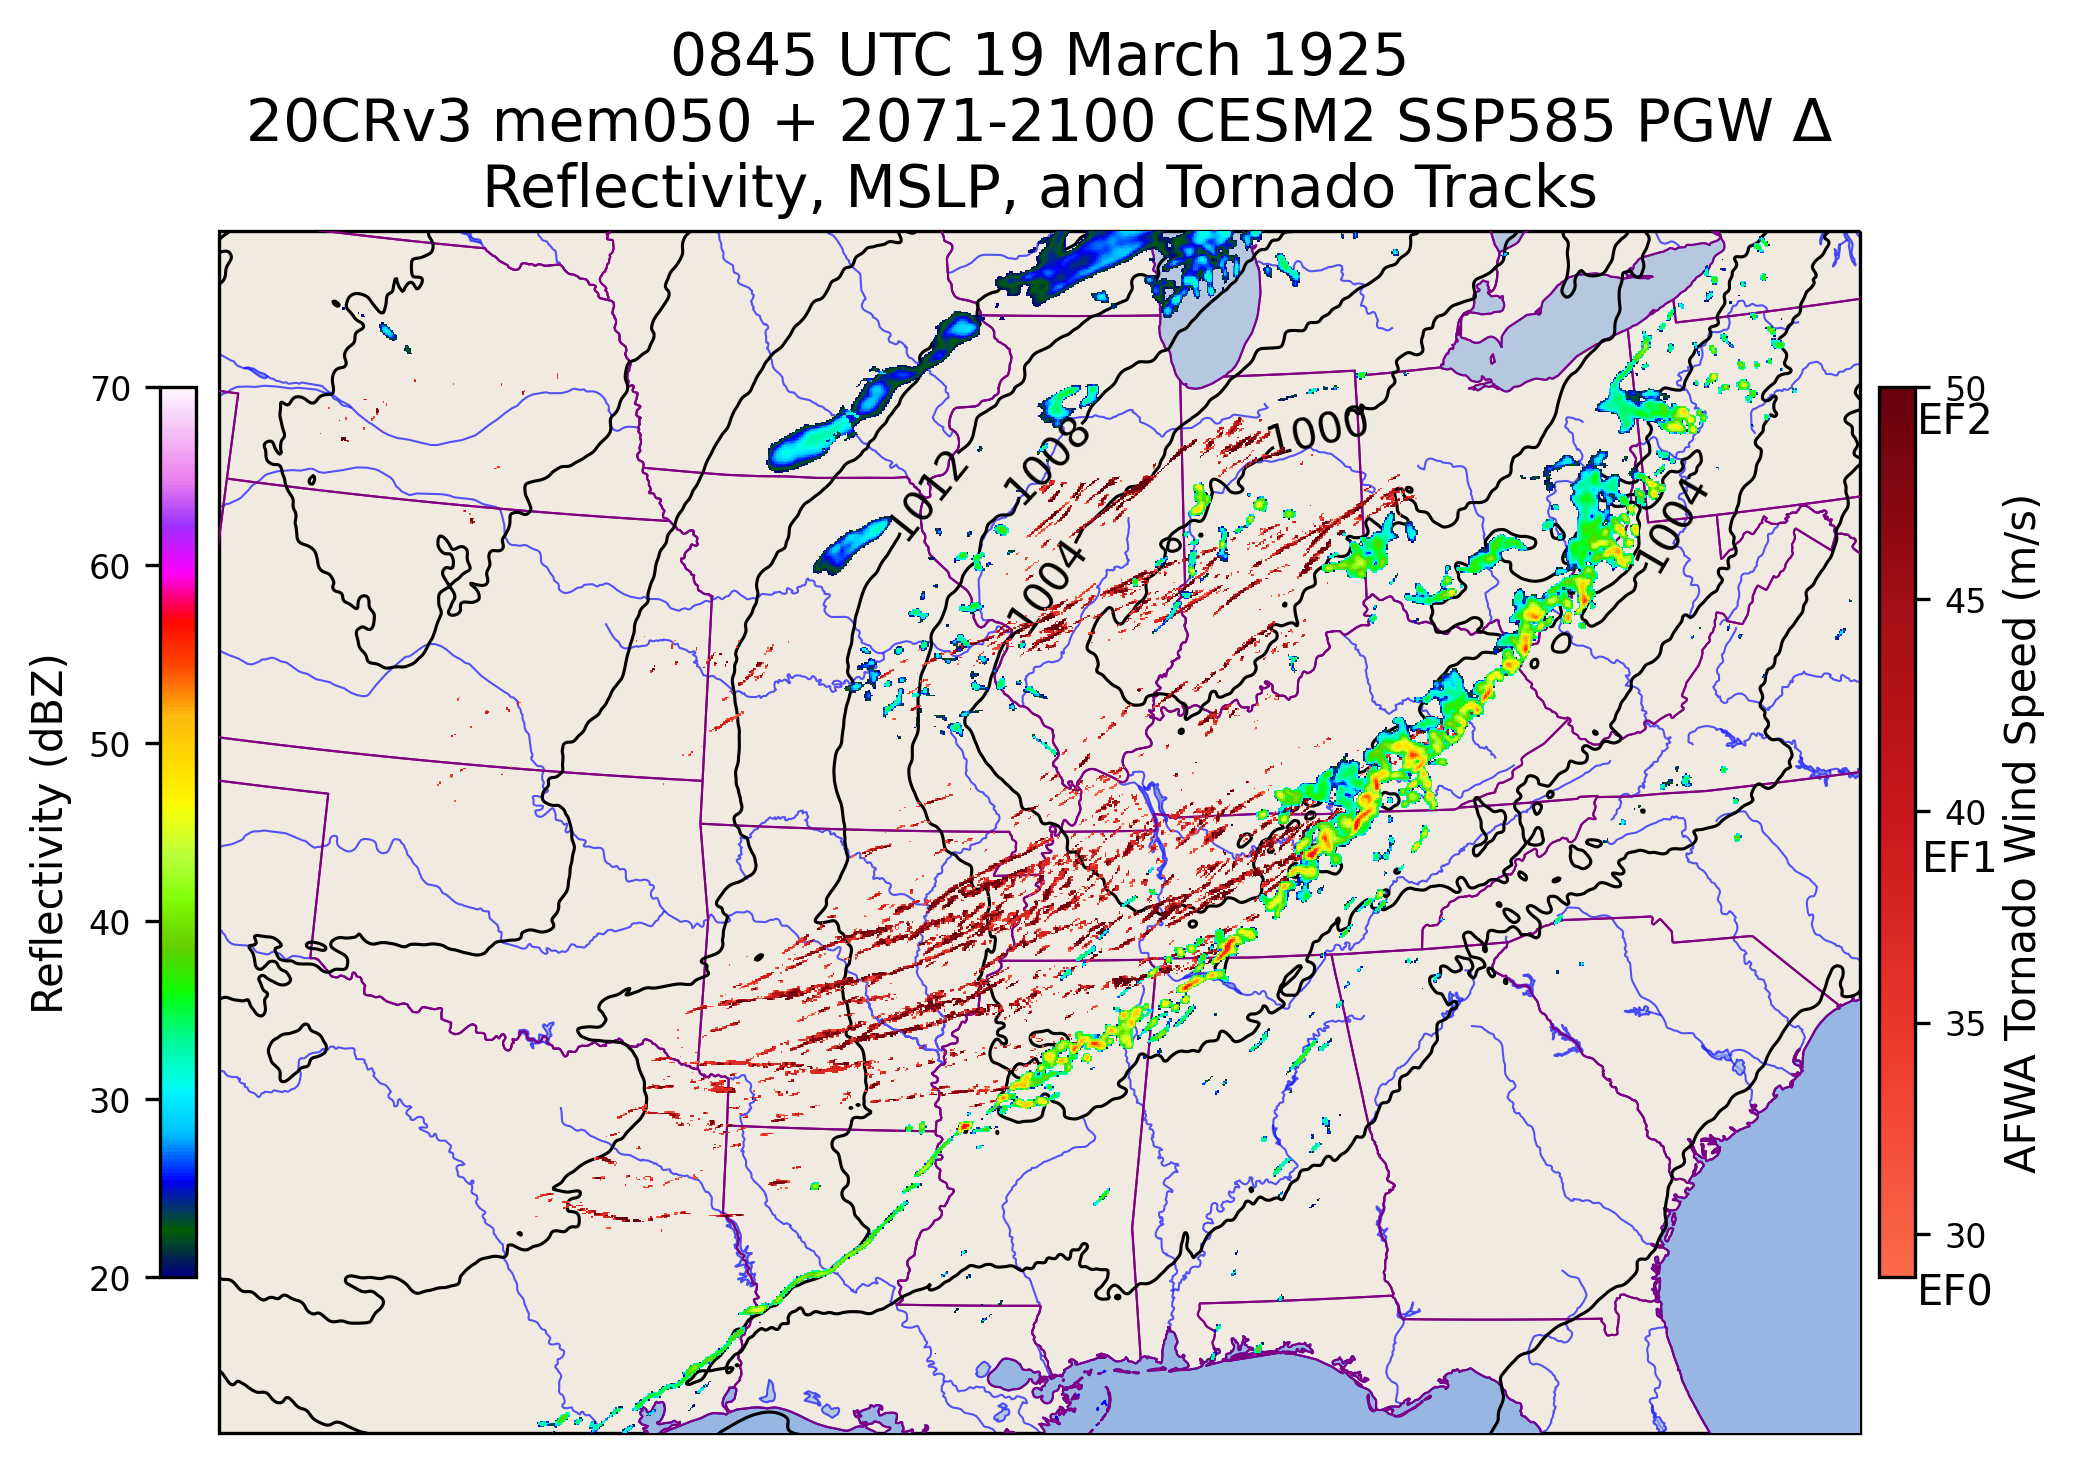 0845 UTC 19 March 1925
20CRv3 mem050 + 2071-2100 CESM2 SSP585 PGW Δ
Reflectivity, MSLP, and Tornado Tracks
Reflectivity (dBZ)
70
60
50
40
30
20
1012
1008
1004
1000
1004
50
EF2
45
40
EF1
35
30
EF0
AFWA Tornado Wind Speed (m/s)